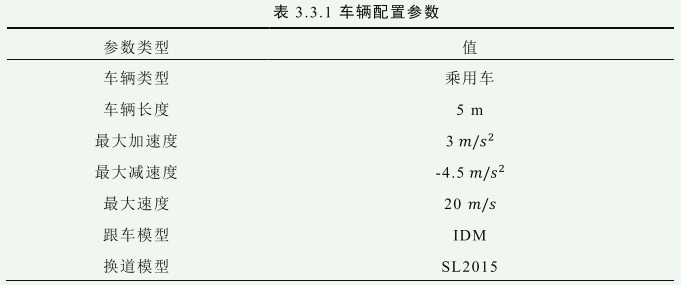 表 3.3.1 车辆配置参数
参数类型 值
车辆类型 乘用车
车辆长度 5 m
最大加速度 3 m/s²
最大减速度 -4.5 m/s²
最大速度 20 m/s
跟车模型 IDM
换道模型 SL2015